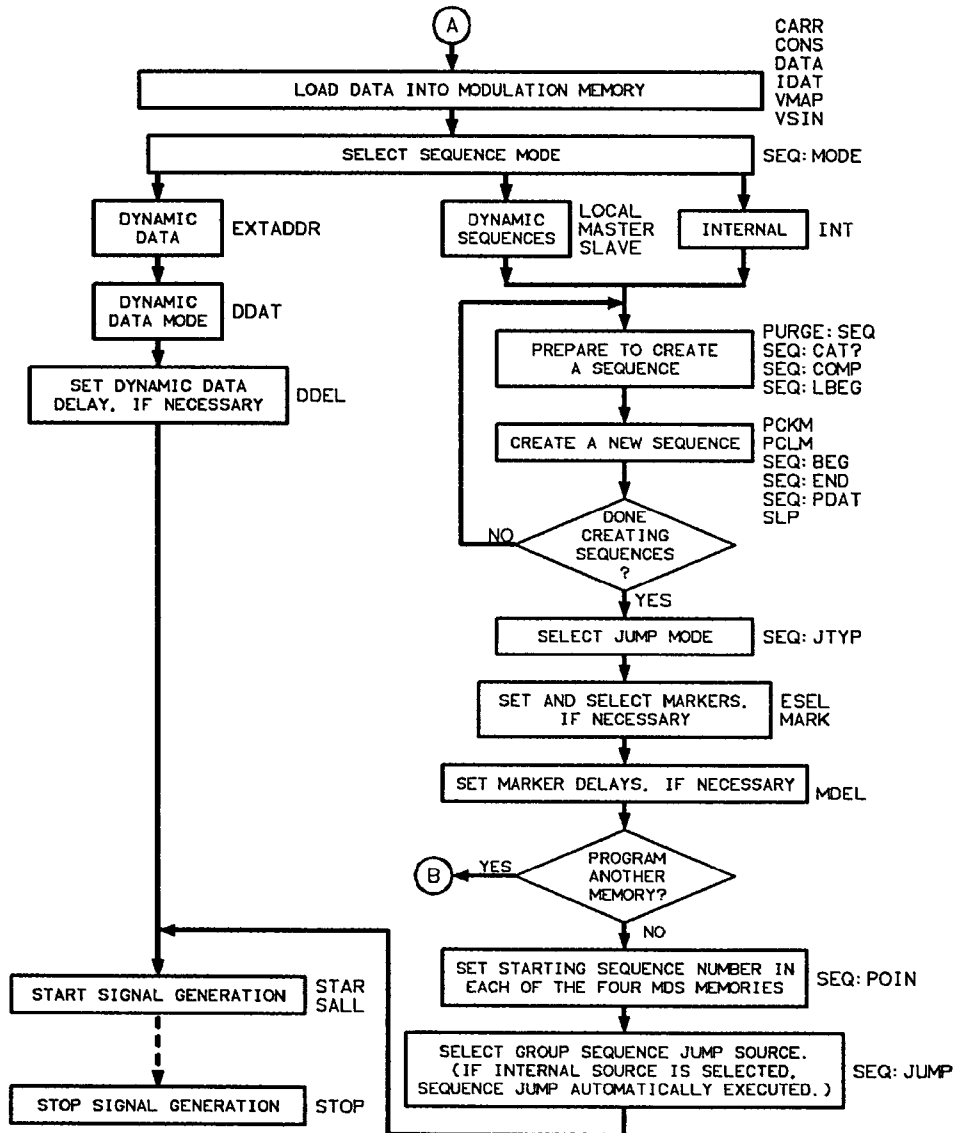 A
CARR
CONS
DATA
IDAT
VMAP
VSIN
LOAD DATA INTO MODULATION MEMORY
SELECT SEQUENCE MODE
SEQ:MODE
DYNAMIC
DATA
EXTADDR
DYNAMIC
SEQUENCES
LOCAL
MASTER
SLAVE
INTERNAL
INT
DYNAMIC
DATA MODE
DDAT
SET DYNAMIC DATA
DELAY. IF NECESSARY
DDEL
PREPARE TO CREATE
A SEQUENCE
PURGE:SEQ
SEQ:CAT?
SEQ:COMP
SEQ:LBEG
CREATE A NEW SEQUENCE
PCKM
PCLM
SEQ:BEG
SEQ:END
SEQ:PDAT
SLP
DONE
CREATING
SEQUENCES
?
NO
YES
SELECT JUMP MODE
SEQ:JTYP
SET AND SELECT MARKERS.
IF NECESSARY
ESEL
MARK
SET MARKER DELAYS. IF NECESSARY
MDEL
PROGRAM
ANOTHER
MEMORY?
YES
B
NO
SET STARTING SEQUENCE NUMBER IN
EACH OF THE FOUR MDS MEMORIES
SEQ:POIN
START SIGNAL GENERATION
STAR
SALL
SELECT GROUP SEQUENCE JUMP SOURCE.
(IF INTERNAL SOURCE IS SELECTED.
SEQUENCE JUMP AUTOMATICALLY EXECUTED.)
SEQ:JUMP
STOP SIGNAL GENERATION
STOP